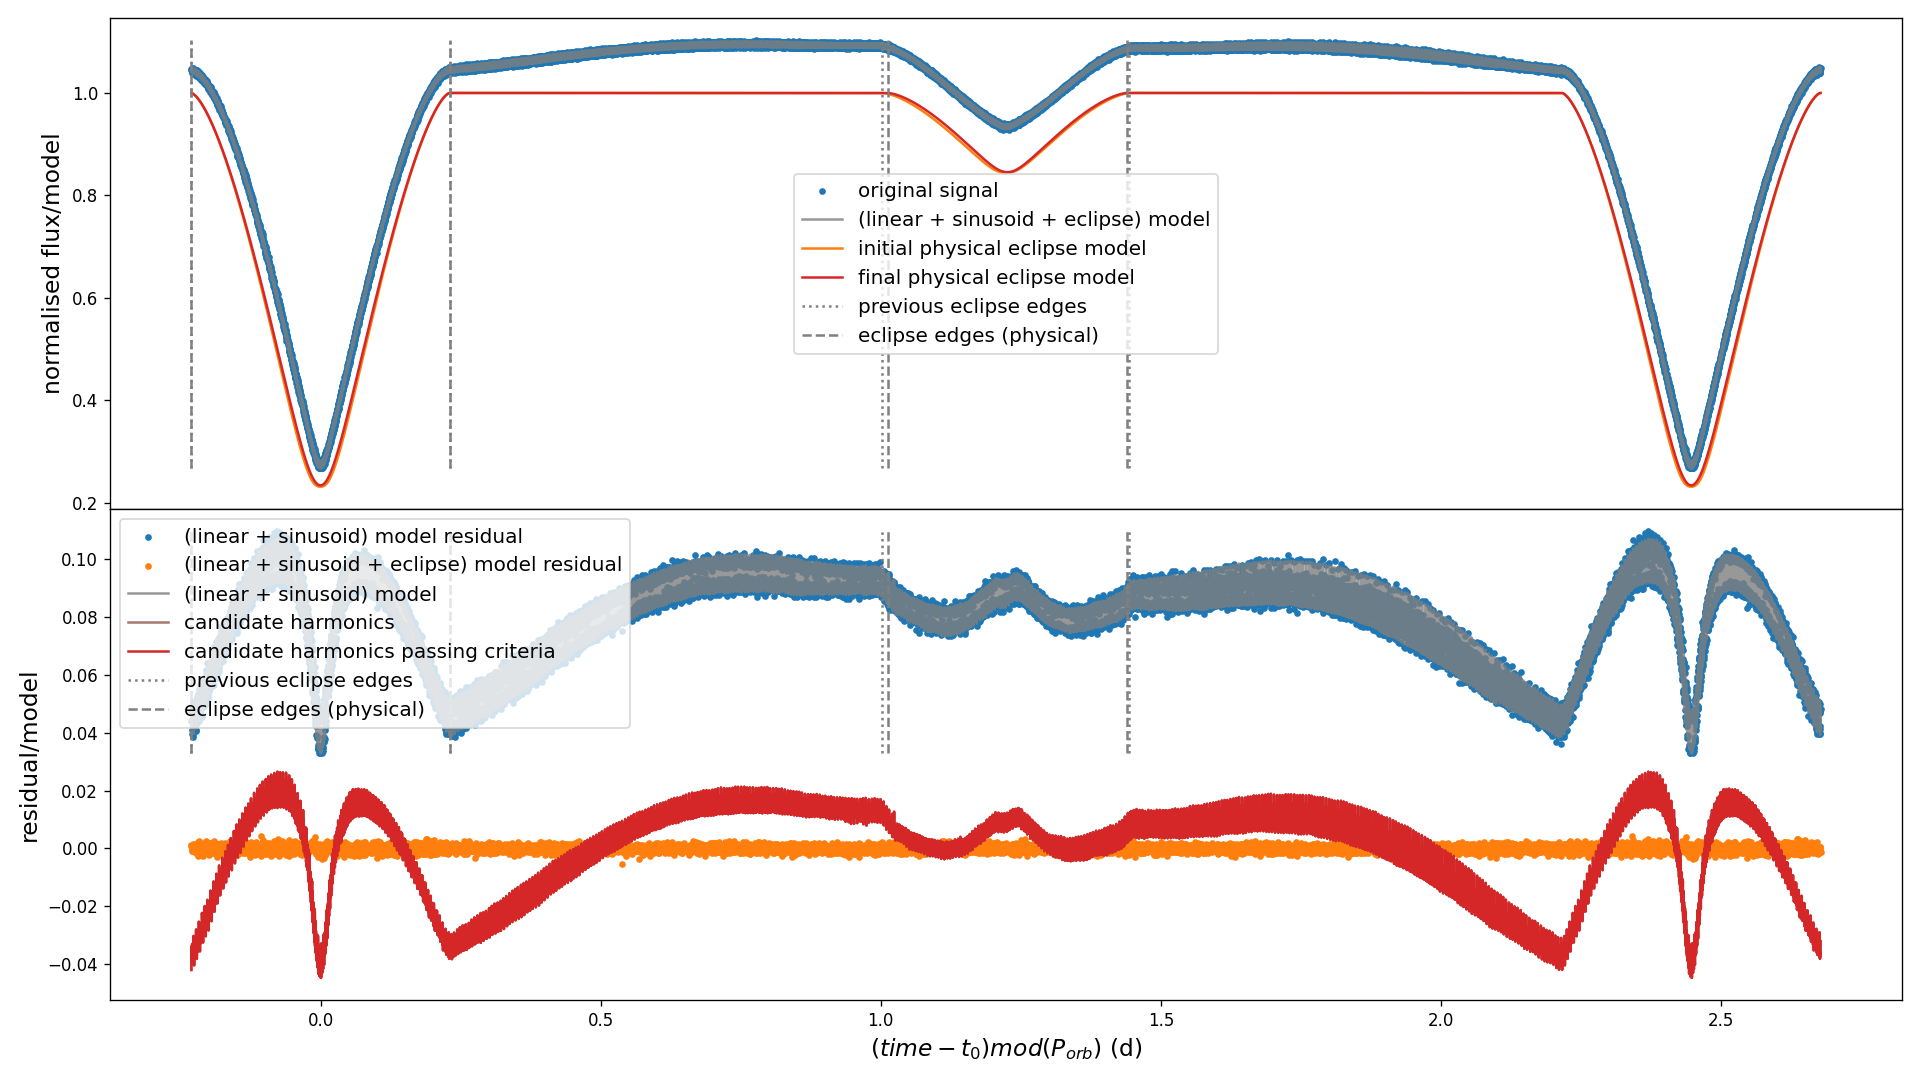 normalised flux/model
1.0
0.8
0.6
0.4
0.2
original signal
(linear + sinusoid + eclipse) model
initial physical eclipse model
final physical eclipse model
previous eclipse edges
eclipse edges (physical)
residual/model
0.10
0.08
0.06
0.04
0.02
0.00
−0.02
−0.04
(linear + sinusoid) model residual
(linear + sinusoid + eclipse) model residual
(linear + sinusoid) model
candidate harmonics
candidate harmonics passing criteria
previous eclipse edges
eclipse edges (physical)
0.0 0.5 1.0 1.5 2.0 2.5
(time − t₀)mod(P_orb) (d)